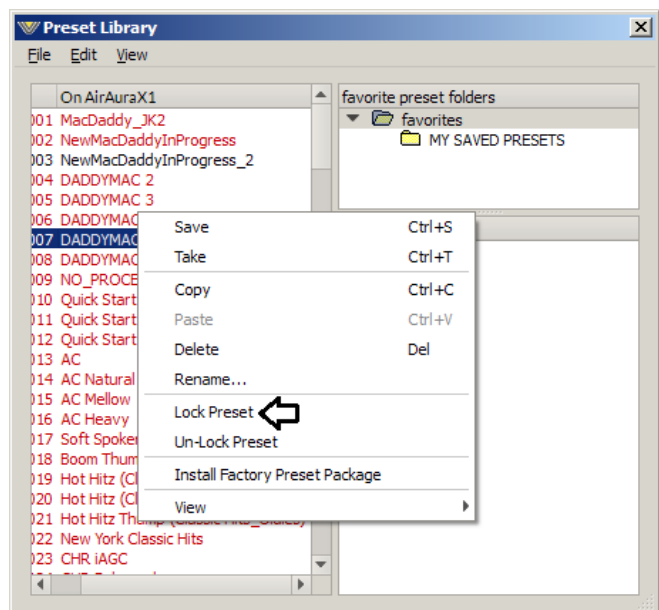 Preset Library
File Edit View
On AirAuraX1
001 MacDaddy_JK2
002 NewMacDaddyInProgress
003 NewMacDaddyInProgress_2
004 DADDYMAC 2
005 DADDYMAC 3
006 DADDYMAC
007 DADDYMAC
008 DADDYMAC
009 NO_PROCE
010 Quick Start
011 Quick Start
012 Quick Start
013 AC
014 AC Natural
015 AC Mellow
016 AC Heavy
017 Soft Spoke
018 Boom Thum
019 Hot Hitz (Cl
020 Hot Hitz (Cl
021 Hot Hitz Thump (Classic Hits_Oldies)
022 New York Classic Hits
023 CHR iAGC
favorite preset folders
favorites
MY SAVED PRESETS
Save Ctrl+S
Take Ctrl+T
Copy Ctrl+C
Paste Ctrl+V
Delete Del
Rename...
Lock Preset
Un-Lock Preset
Install Factory Preset Package
View